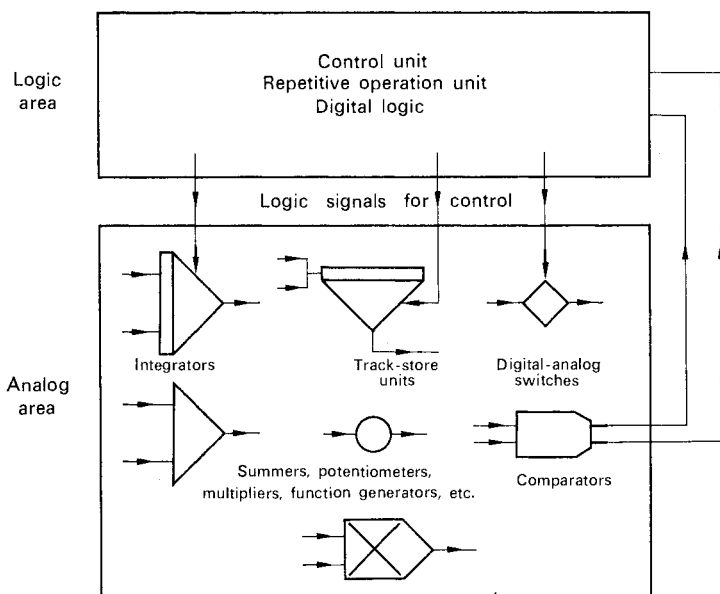 Logic
area
Control unit
Repetitive operation unit
Digital logic
Logic signals for control
Analog
area
Integrators
Track-store
units
Digital-analog
switches
Summers, potentiometers,
multipliers, function generators, etc.
Comparators